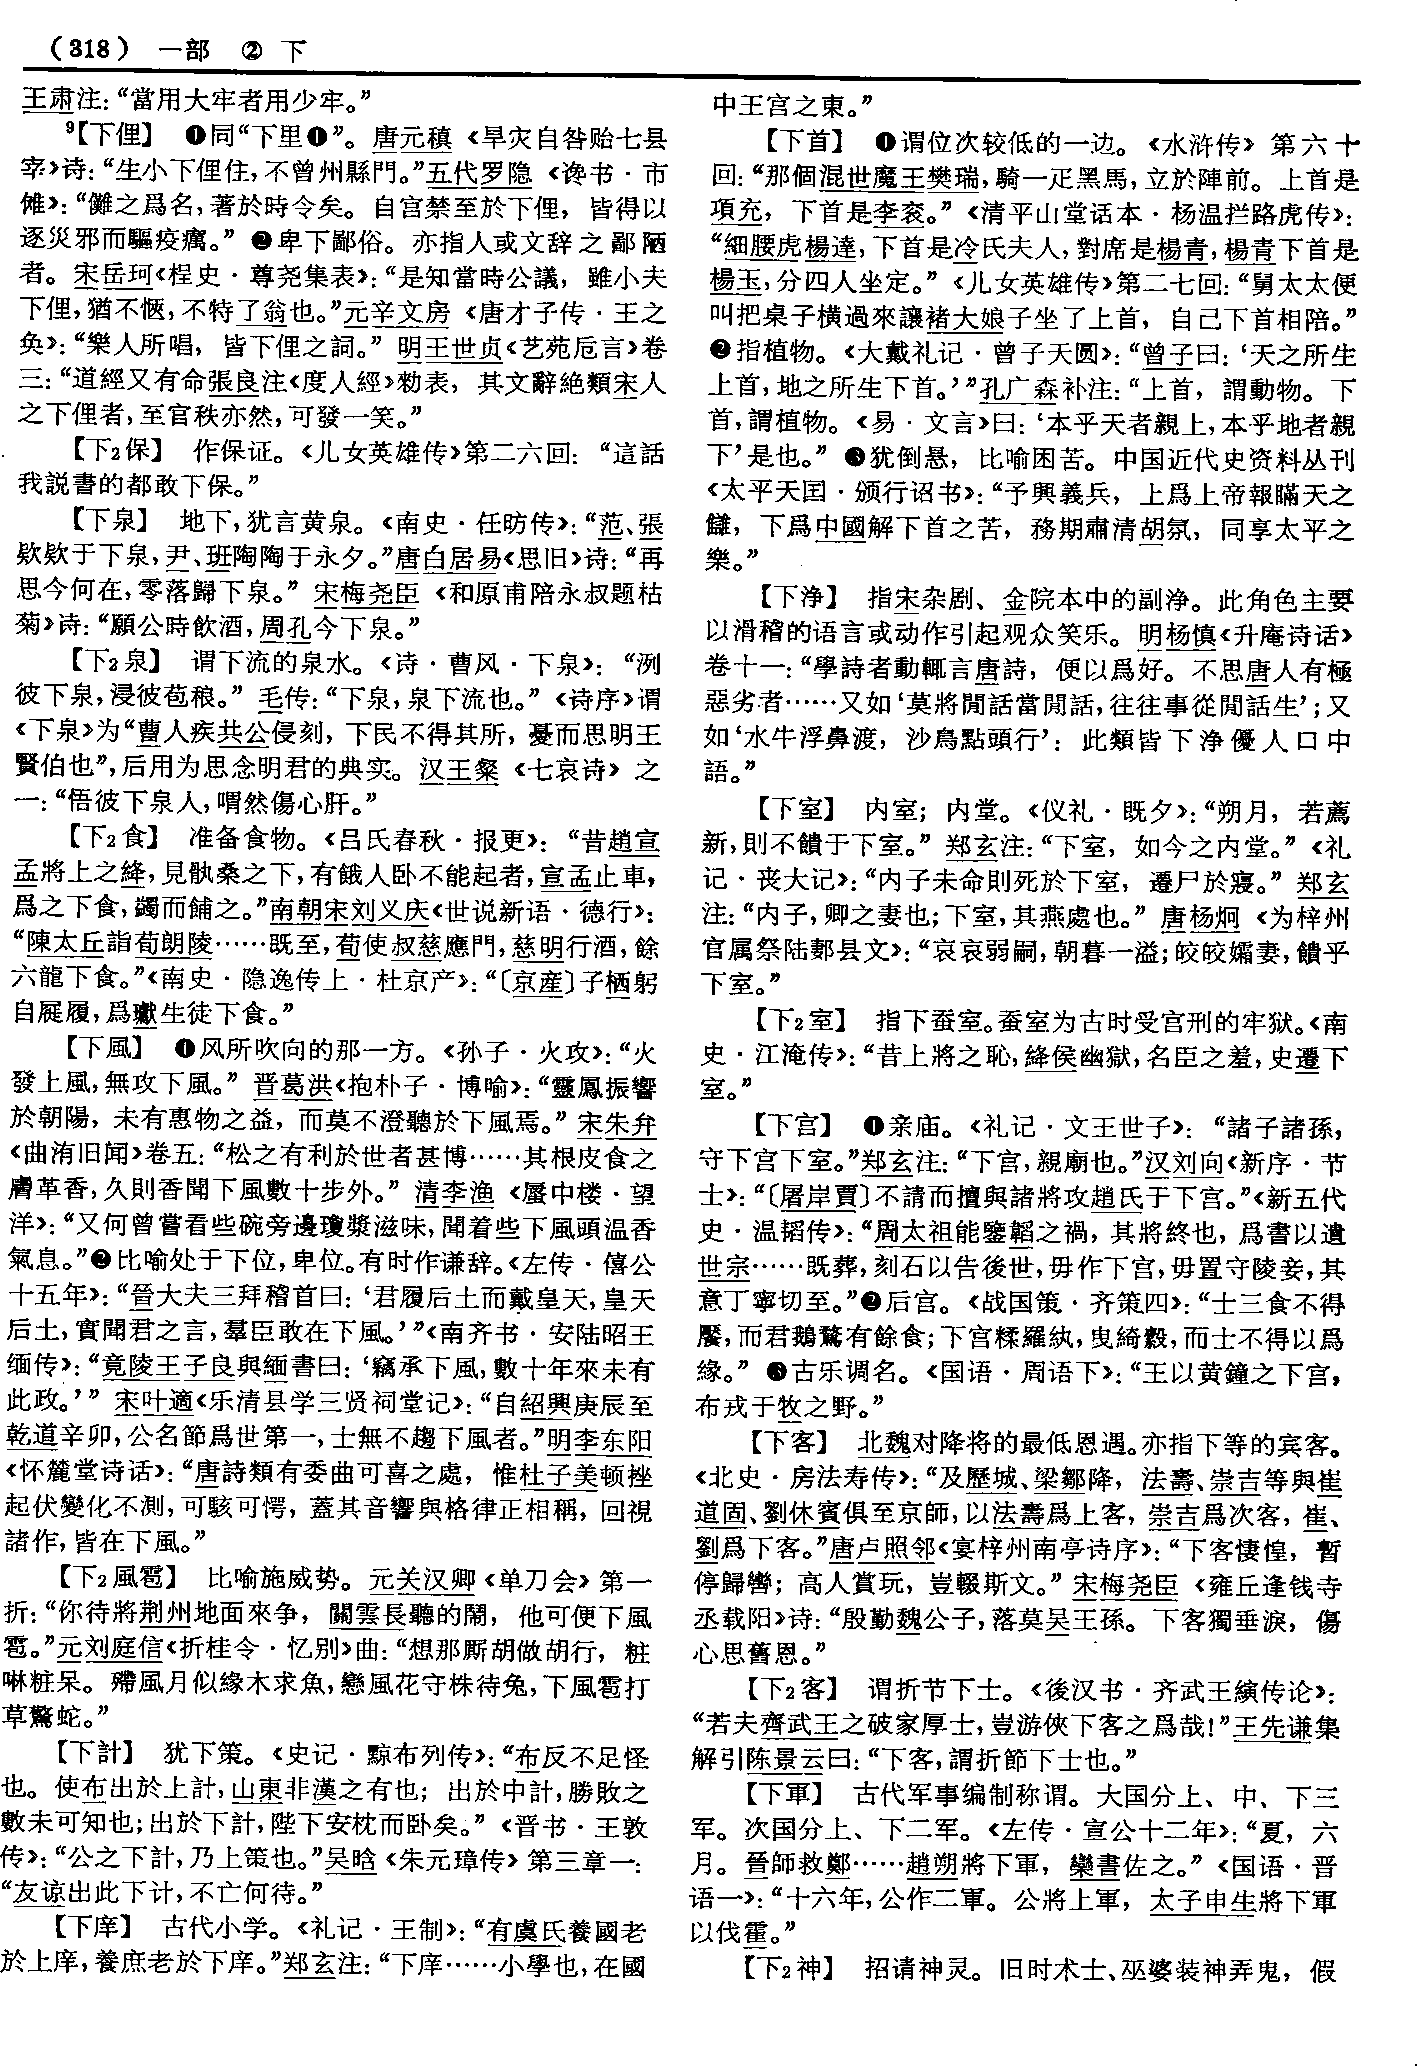 （318） 一部 ② 下
王肃注：“當用大牢者用少牢。”
⁹【下俚】 ❶同“下里❶”。唐元稹《旱灾自咎贻七县
宰》诗：“生小下俚住，不曾州縣門。”五代罗隐《谗书·市
傩》：“儺之爲名，著於時令矣。自宫禁至於下俚，皆得以
逐災邪而驅疫癘。” ❷卑下鄙俗。亦指人或文辞之鄙陋
者。宋岳珂《桯史·尊尧集表》：“是知當時公議，雖小夫
下俚，猶不愜，不特了翁也。”元辛文房《唐才子传·王之
奂》：“樂人所唱，皆下俚之詞。” 明王世贞《艺苑卮言》卷
三：“道經又有命張良注《度人經》勑表，其文辭絶類宋人
之下俚者，至官秩亦然，可發一笑。”
【下₂保】 作保证。《儿女英雄传》第二六回：“這話
我説書的都敢下保。”
【下泉】 地下，犹言黄泉。《南史·任昉传》：“范、張
欵欵于下泉，尹、班陶陶于永夕。”唐白居易《思旧》诗：“再
思今何在，零落歸下泉。” 宋梅尧臣《和原甫陪永叔题枯
菊》诗：“願公時飲酒，周孔今下泉。”
【下₂泉】 谓下流的泉水。《诗·曹风·下泉》：“洌
彼下泉，浸彼苞稂。” 毛传：“下泉，泉下流也。”《诗序》谓
《下泉》为“曹人疾共公侵刻，下民不得其所，憂而思明王
賢伯也”，后用为思念明君的典实。汉王粲《七哀诗》之
一：“悟彼下泉人，喟然傷心肝。”
【下₂食】 准备食物。《吕氏春秋·报更》：“昔趙宣
孟將上之絳，見骫桑之下，有餓人卧不能起者，宣孟止車，
爲之下食，蠲而餔之。”南朝宋刘义庆《世说新语·德行》：
“陳太丘詣荀朗陵……既至，荀使叔慈應門，慈明行酒，餘
六龍下食。”《南史·隐逸传上·杜京产》：“〔京産〕子栖躬
自屣履，爲瓛生徒下食。”
【下風】 ❶风所吹向的那一方。《孙子·火攻》：“火
發上風，無攻下風。” 晋葛洪《抱朴子·博喻》：“靈鳳振響
於朝陽，未有惠物之益，而莫不澄聽於下風焉。”宋朱弁
《曲洧旧闻》卷五：“松之有利於世者甚博……其根皮食之
膚革香，久則香聞下風數十步外。” 清李渔《蜃中楼·望
洋》：“又何曾嘗看些碗旁邊瓊漿滋味，聞着些下風頭温香
氣息。”❷比喻处于下位，卑位。有时作谦辞。《左传·僖公
十五年》：“晉大夫三拜稽首曰：‘君履后土而戴皇天，皇天
后土，實聞君之言，羣臣敢在下風。’”《南齐书·安陆昭王
缅传》：“竟陵王子良與緬書曰：‘竊承下風，數十年來未有
此政。’” 宋叶適《乐清县学三贤祠堂记》：“自紹興庚辰至
乾道辛卯，公名節爲世第一，士無不趨下風者。”明李东阳
《怀麓堂诗话》：“唐詩類有委曲可喜之處，惟杜子美顿挫
起伏變化不測，可駭可愕，蓋其音響與格律正相稱，回視
諸作，皆在下風。”
【下₂風雹】 比喻施威势。元关汉卿《单刀会》第一
折：“你待將荆州地面來争，關雲長聽的鬧，他可便下風
雹。”元刘庭信《折桂令·忆别》曲：“想那厮胡做胡行，粧
啉粧呆。殢風月似緣木求魚，戀風花守株待兔，下風雹打
草驚蛇。”
【下計】 犹下策。《史记·黥布列传》：“布反不足怪
也。使布出於上計，山東非漢之有也；出於中計，勝敗之
數未可知也；出於下計，陛下安枕而卧矣。”《晋书·王敦
传》：“公之下計，乃上策也。”吴晗《朱元璋传》第三章一：
“友谅出此下计，不亡何待。”
【下庠】 古代小学。《礼记·王制》：“有虞氏養國老
於上庠，養庶老於下庠。”郑玄注：“下庠……小學也，在國
中王宫之東。”
【下首】 ❶谓位次较低的一边。《水浒传》第六十
回：“那個混世魔王樊瑞，騎一疋黑馬，立於陣前。上首是
項充，下首是李衮。”《清平山堂话本·杨温拦路虎传》：
“細腰虎楊達，下首是冷氏夫人，對席是楊青，楊青下首是
楊玉，分四人坐定。”《儿女英雄传》第二七回：“舅太太便
叫把桌子橫過來讓褚大娘子坐了上首，自己下首相陪。”
❷指植物。《大戴礼记·曾子天圆》：“曾子曰：‘天之所生
上首，地之所生下首。’”孔广森补注：“上首，謂動物。下
首，謂植物。《易·文言》曰：‘本乎天者親上，本乎地者親
下’是也。” ❸犹倒悬，比喻困苦。中国近代史资料丛刊
《太平天囯·颁行诏书》：“予興義兵，上爲上帝報瞞天之
讎，下爲中國解下首之苦，務期肅清胡氛，同享太平之
樂。”
【下净】 指宋杂剧、金院本中的副净。此角色主要
以滑稽的语言或动作引起观众笑乐。明杨慎《升庵诗话》
卷十一：“學詩者動輒言唐詩，便以爲好。不思唐人有極
惡劣者……又如‘莫將閒話當閒話，往往事從閒話生’；又
如‘水牛浮鼻渡，沙鳥點頭行’：此類皆下浄優人口中
語。”
【下室】 内室；内堂。《仪礼·既夕》：“朔月，若薦
新，則不饋于下室。” 郑玄注：“下室，如今之内堂。”《礼
记·丧大记》：“内子未命則死於下室，遷尸於寢。” 郑玄
注：“内子，卿之妻也；下室，其燕處也。” 唐杨炯《为梓州
官属祭陆郪县文》：“哀哀弱嗣，朝暮一溢；皎皎孀妻，饋乎
下室。”
【下₂室】 指下蚕室。蚕室为古时受宫刑的牢狱。《南
史·江淹传》：“昔上將之恥，絳侯幽獄，名臣之羞，史遷下
室。”
【下宫】 ❶亲庙。《礼记·文王世子》：“諸子諸孫，
守下宫下室。”郑玄注：“下宫，親廟也。”汉刘向《新序·节
士》：“〔屠岸賈〕不請而擅與諸將攻趙氏于下宫。”《新五代
史·温韬传》：“周太祖能鑒韜之禍，其將終也，爲書以遺
世宗……既葬，刻石以告後世，毋作下宫，毋置守陵妾，其
意丁寧切至。”❷后宫。《战国策·齐策四》：“士三食不得
饜，而君鵝鶩有餘食；下宫糅羅紈，曳綺縠，而士不得以爲
緣。” ❸古乐调名。《国语·周语下》：“王以黄鐘之下宫，
布戎于牧之野。”
【下客】 北魏对降将的最低恩遇。亦指下等的宾客。
《北史·房法寿传》：“及歷城、梁鄒降，法壽、崇吉等與崔
道固、劉休賓俱至京師，以法壽爲上客，崇吉爲次客，崔、
劉爲下客。”唐卢照邻《宴梓州南亭诗序》：“下客悽惶，暫
停歸轡；高人賞玩，豈輟斯文。” 宋梅尧臣《雍丘逢钱寺
丞载阳》诗：“殷勤魏公子，落莫吴王孫。下客獨垂淚，傷
心思舊恩。”
【下₂客】 谓折节下士。《後汉书·齐武王縯传论》：
“若夫齊武王之破家厚士，豈游俠下客之爲哉！”王先谦集
解引陈景云曰：“下客，謂折節下士也。”
【下軍】 古代军事编制称谓。大国分上、中、下三
军。次国分上、下二军。《左传·宣公十二年》：“夏，六
月。晉師救鄭……趙朔將下軍，欒書佐之。”《国语·晋
语一》：“十六年，公作二軍。公將上軍，太子申生將下軍
以伐霍。”
【下₂神】 招请神灵。旧时术士、巫婆装神弄鬼，假